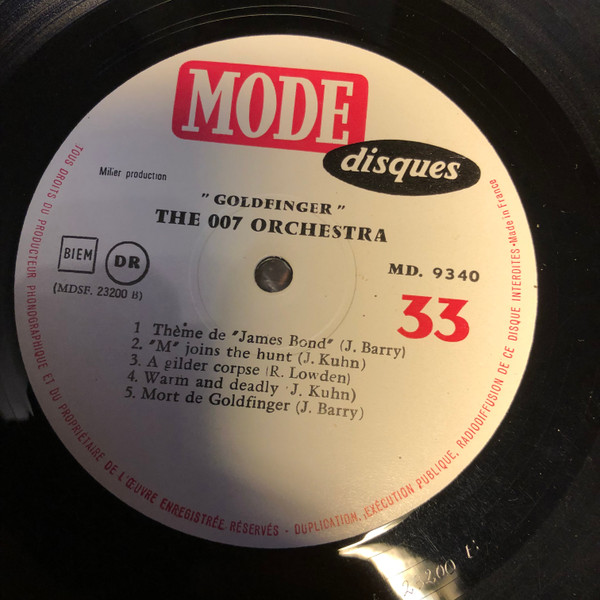 MODE
disques
Milier production
" GOLDFINGER "
THE 007 ORCHESTRA
BIEM
DR
(MDSF. 23200 B)
MD. 9340
33
1 Thème de "James Bond" (J. Barry)
2. "M" joins the hunt (J. Kuhn)
3. A gilder corpse (R. Lowden)
4. Warm and deadly J. Kuhn)
5. Mort de Goldfinger (J. Barry)
TOUS DROITS DU PRODUCTEUR PHONOGRAPHIQUE ET DU PROPRIÉTAIRE DE L'ŒUVRE ENREGISTRÉE RÉSERVÉS - DUPLICATION, EXÉCUTION PUBLIQUE, RADIODIFFUSION DE CE DISQUE INTERDITES • Made in France